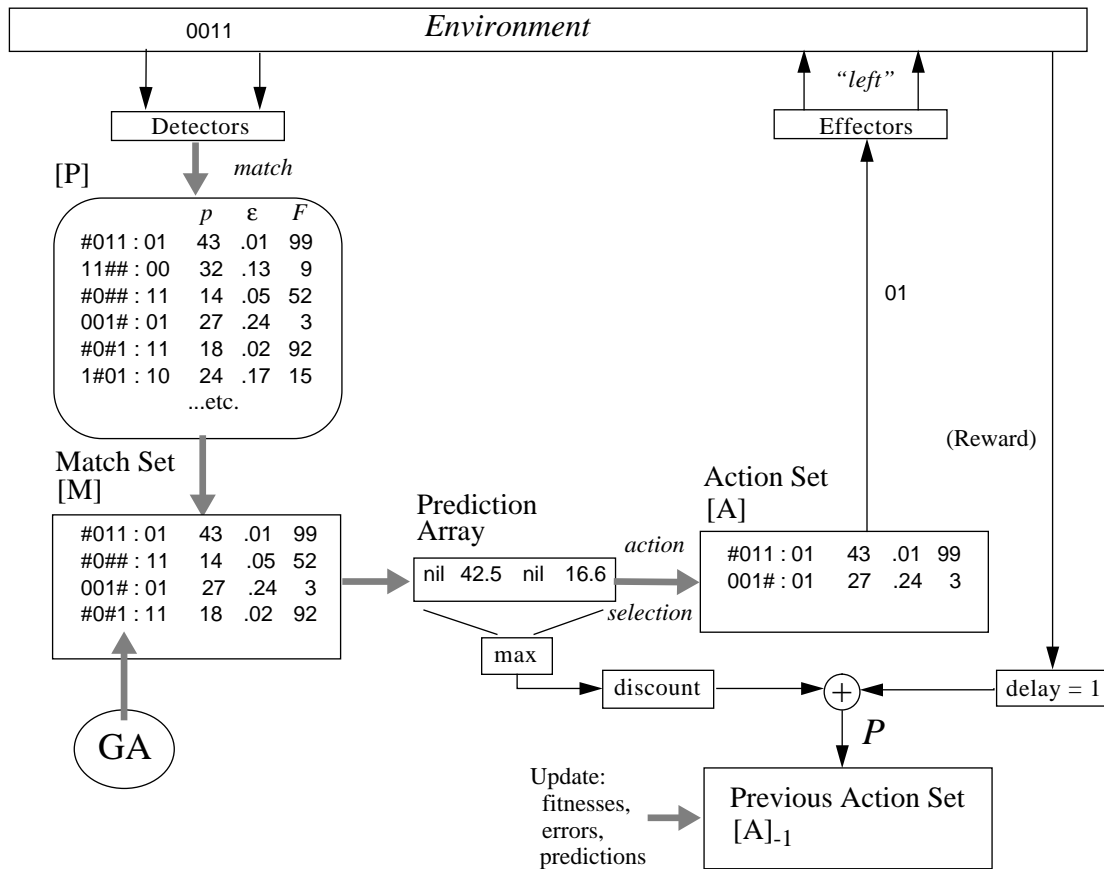 0011
Environment
“left”
Detectors
Effectors
match
[P]
p ε F
#011 : 01 43 .01 99
11## : 00 32 .13 9
#0## : 11 14 .05 52
001# : 01 27 .24 3
#0#1 : 11 18 .02 92
1#01 : 10 24 .17 15
...etc.
01
(Reward)
Match Set
[M]
#011 : 01 43 .01 99
#0## : 11 14 .05 52
001# : 01 27 .24 3
#0#1 : 11 18 .02 92
Prediction
Array
nil 42.5 nil 16.6
action
selection
Action Set
[A]
#011 : 01 43 .01 99
001# : 01 27 .24 3
max
discount
+
delay = 1
P
GA
Update:
fitnesses,
errors,
predictions
Previous Action Set
[A]-1